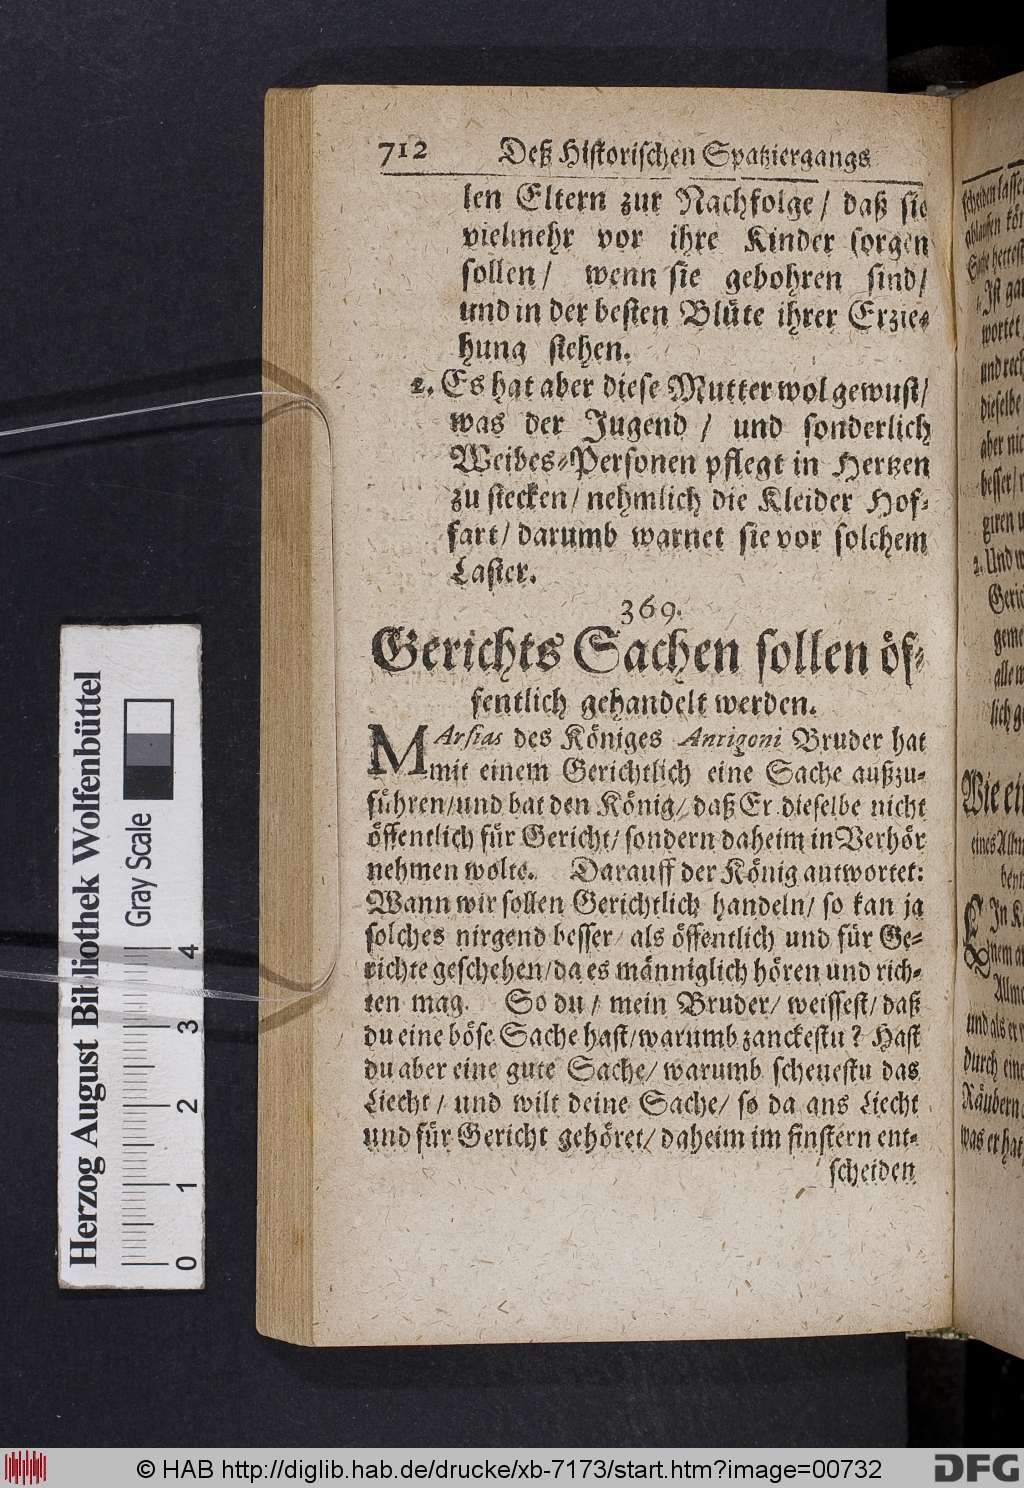 712 Deß Historischen Spatziergangs
len Eltern zur Nachfolge / daß sie
vielmehr vor ihre Kinder sorgen
sollen / wenn sie gebohren sind /
und in der besten Blüte ihrer Erzie-
hung stehen.
2. Es hat aber diese Mutter wol gewust /
was der Jugend / und sonderlich
Weibes-Personen pflegt in Hertzen
zu stecken / nehmlich die Kleider Hof-
fart / darumb warnet sie vor solchem
Laster.
369.
Gerichts Sachen sollen öf-
fentlich gehandelt werden.
MArsias des Königes Antigoni Bruder hat
mit einem Gerichtlich eine Sache außzu-
führen / und bat den König / daß Er dieselbe nicht
öffentlich für Gericht / sondern daheim in Verhör
nehmen wolte. Darauff der König antwortet:
Wann wir sollen Gerichtlich handeln / so kan ja
solches nirgend besser / als öffentlich und für Ge-
richte geschehen / da es männiglich hören und rich-
ten mag. So du / mein Bruder / weissest / daß
du eine böse Sache hast / warumb zanckestu? Hast
du aber eine gute Sache / warumb scheuestu das
Liecht / und wilt deine Sache / so da ans Liecht
und für Gericht gehöret / daheim im finstern ent-
scheiden
Herzog August Bibliothek Wolfenbüttel
Gray Scale
0 1 2 3 4
© HAB http://diglib.hab.de/drucke/xb-7173/start.htm?image=00732
DFG